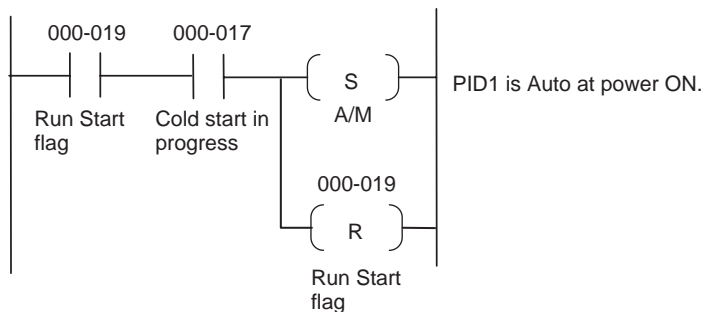 000-019
000-017
S
PID1 is Auto at power ON.
Run Start
flag
Cold start in
progress
A/M
000-019
R
Run Start
flag